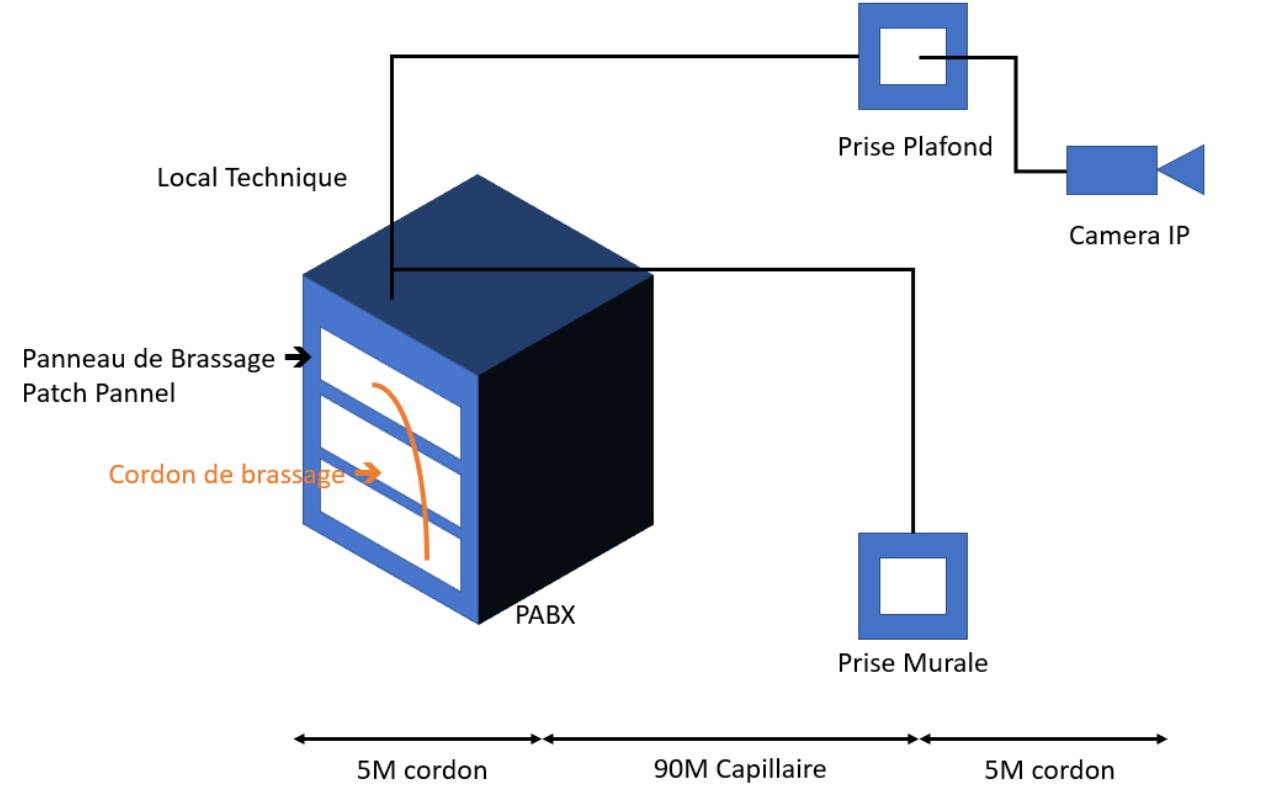 Prise Plafond
Local Technique
Camera IP
Panneau de Brassage
Patch Pannel
Cordon de brassage
PABX
Prise Murale
5M cordon
90M Capillaire
5M cordon